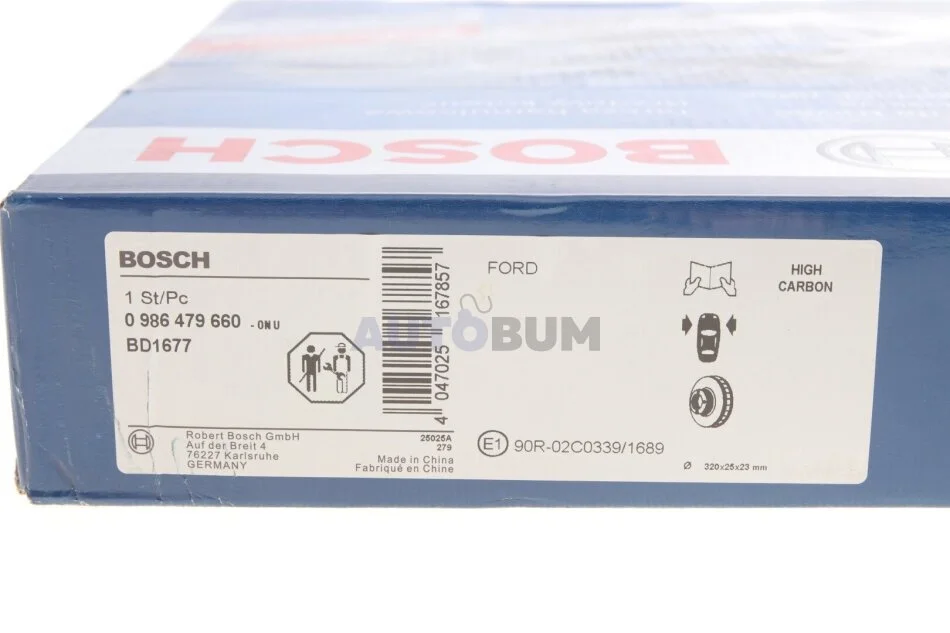 BOSCH
BOSCH
1 St/Pc
0 986 479 660 - 0NU
BD1677
4 047025 167857
FORD
HIGH
CARBON
AUTOBUM
Robert Bosch GmbH
Auf der Breit 4
76227 Karlsruhe
GERMANY
25025A
279
Made in China
Fabriqué en Chine
E1 90R-02C0339/1689
Ø 320x25x23 mm